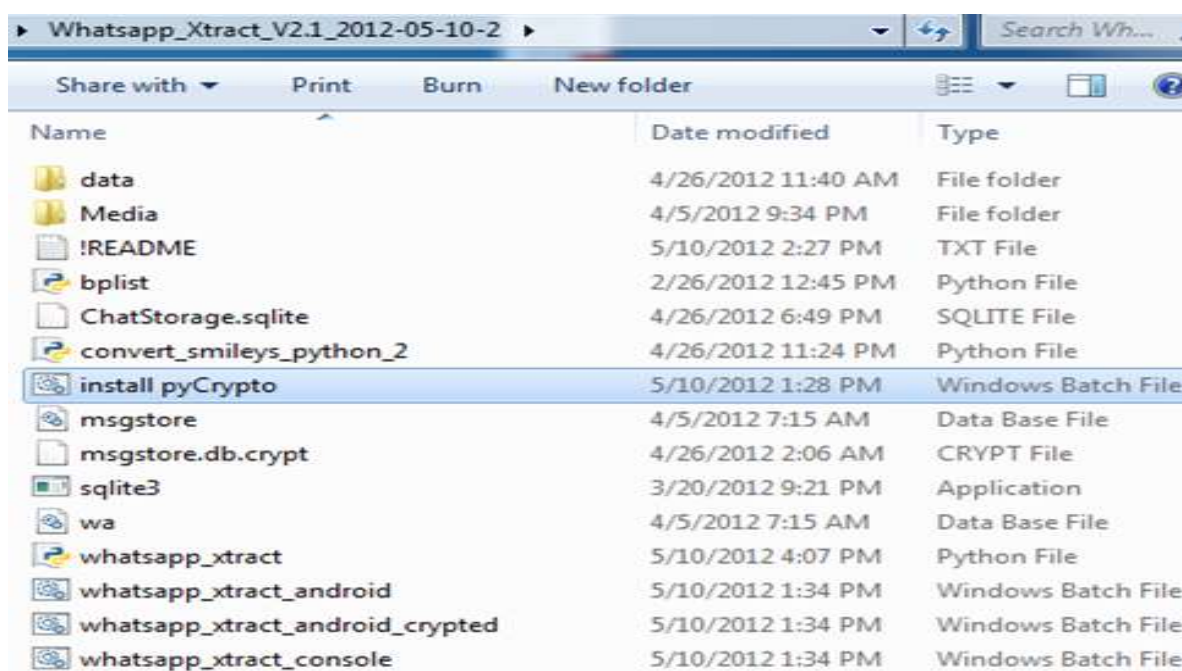 Whatsapp_Xtract_V2.1_2012-05-10-2 Search Wh...
Share with Print Burn New folder
Name Date modified Type
data 4/26/2012 11:40 AM File folder
Media 4/5/2012 9:34 PM File folder
!README 5/10/2012 2:27 PM TXT File
bplist 2/26/2012 12:45 PM Python File
ChatStorage.sqlite 4/26/2012 6:49 PM SQLITE File
convert_smileys_python_2 4/26/2012 11:24 PM Python File
install pyCrypto 5/10/2012 1:28 PM Windows Batch File
msgstore 4/5/2012 7:15 AM Data Base File
msgstore.db.crypt 4/26/2012 2:06 AM CRYPT File
sqlite3 3/20/2012 9:21 PM Application
wa 4/5/2012 7:15 AM Data Base File
whatsapp_xtract 5/10/2012 4:07 PM Python File
whatsapp_xtract_android 5/10/2012 1:34 PM Windows Batch File
whatsapp_xtract_android_crypted 5/10/2012 1:34 PM Windows Batch File
whatsapp_xtract_console 5/10/2012 1:34 PM Windows Batch File